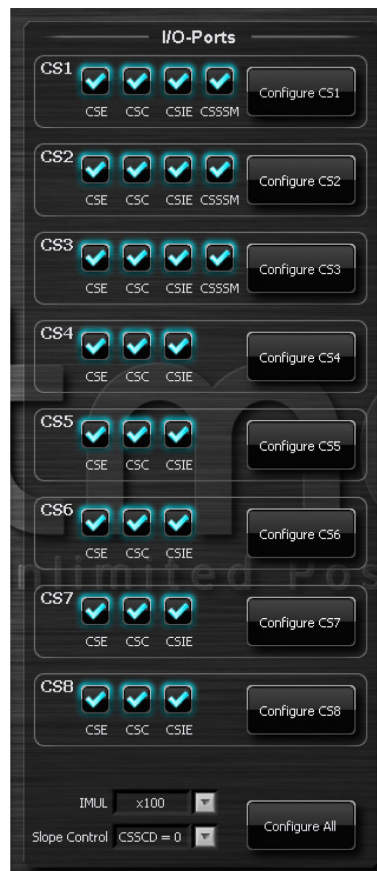 I/O-Ports
CS1
CSE CSC CSIE CSSSM
Configure CS1
CS2
CSE CSC CSIE CSSSM
Configure CS2
CS3
CSE CSC CSIE CSSSM
Configure CS3
CS4
CSE CSC CSIE
Configure CS4
CS5
CSE CSC CSIE
Configure CS5
CS6
CSE CSC CSIE
Configure CS6
nlimited Pos
CS7
CSE CSC CSIE
Configure CS7
CS8
CSE CSC CSIE
Configure CS8
IMUL x100
Slope Control CSSCD = 0
Configure All